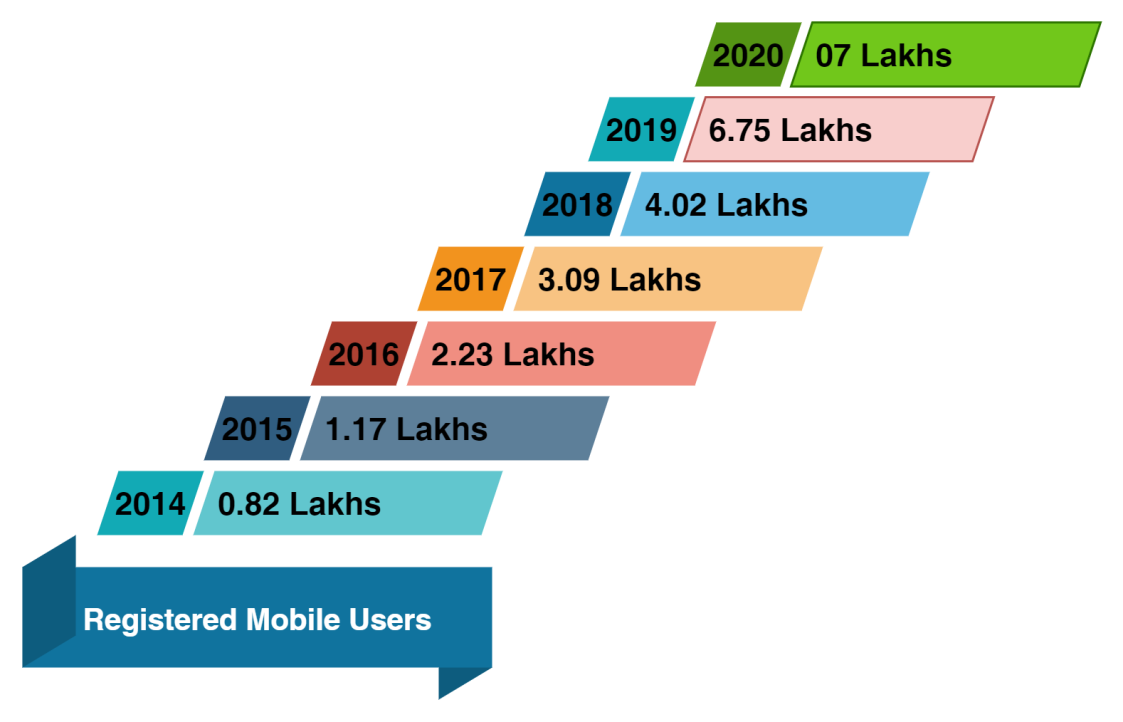 2020 07 Lakhs
2019 6.75 Lakhs
2018 4.02 Lakhs
2017 3.09 Lakhs
2016 2.23 Lakhs
2015 1.17 Lakhs
2014 0.82 Lakhs
Registered Mobile Users